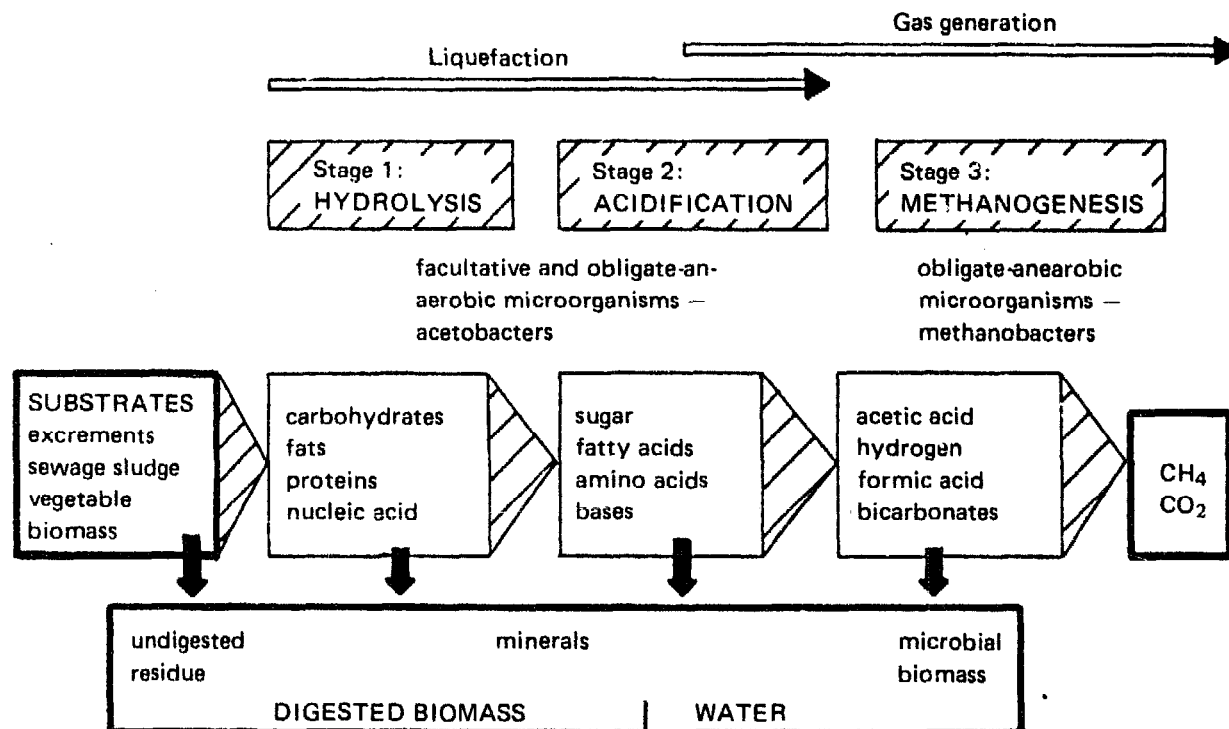 Gas generation
Liquefaction
Stage 1:
HYDROLYSIS
Stage 2:
ACIDIFICATION
Stage 3:
METHANOGENESIS
facultative and obligate-an-
aerobic microorganisms —
acetobacters
obligate-anearobic
microorganisms —
methanobacters
SUBSTRATES
excrements
sewage sludge
vegetable
biomass
carbohydrates
fats
proteins
nucleic acid
sugar
fatty acids
amino acids
bases
acetic acid
hydrogen
formic acid
bicarbonates
CH4
CO2
undigested
residue
minerals
microbial
biomass
DIGESTED BIOMASS | WATER